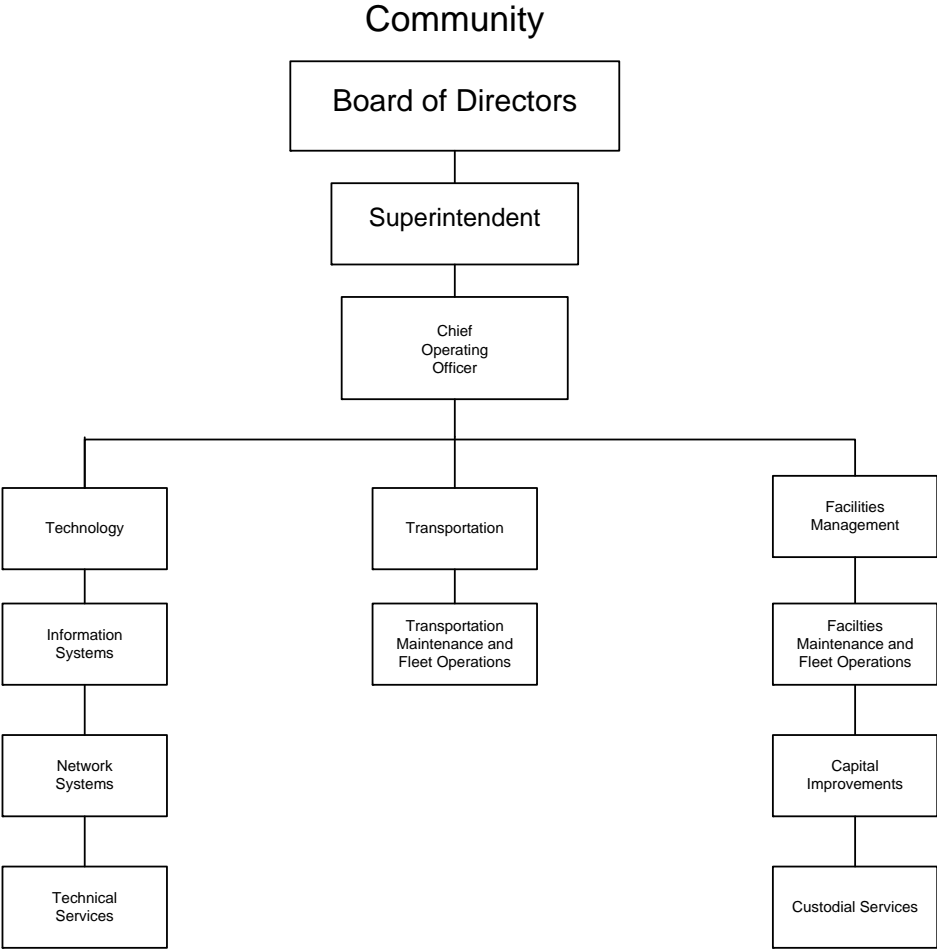 Community
Board of Directors
Superintendent
Chief
Operating
Officer
Technology
Transportation
Facilities
Management
Information
Systems
Transportation
Maintenance and
Fleet Operations
Facilties
Maintenance and
Fleet Operations
Network
Systems
Capital
Improvements
Technical
Services
Custodial Services